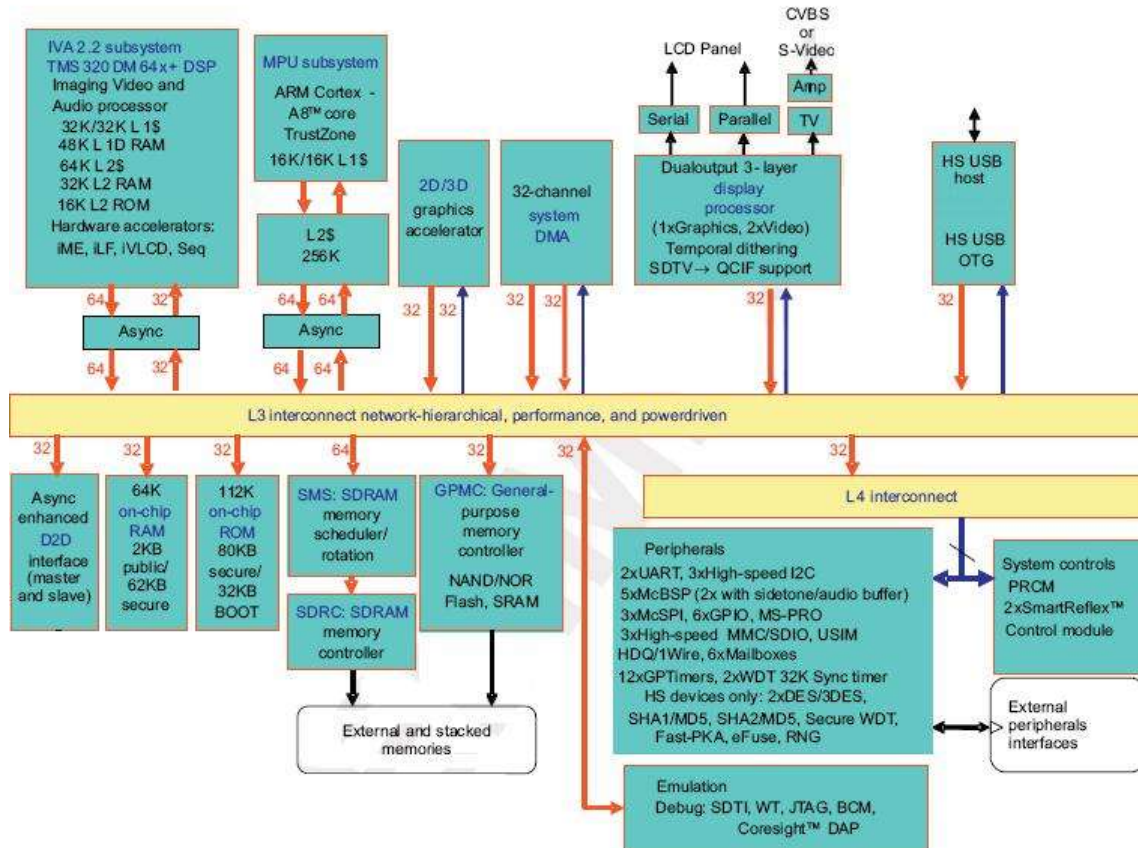 CVBS
or
S-Video
LCD Panel
Amp
Serial
Parallel
TV
IVA 2.2 subsystem
TMS 320 DM 64x+ DSP
Imaging Video and
Audio processor
32K/32K L1$
48K L1D RAM
64K L2$
32K L2 RAM
16K L2 ROM
Hardware accelerators:
iME, iLF, iVLCD, Seq
MPU subsystem
ARM Cortex -
A8™ core
TrustZone
16K/16K L1$
L2$
256K
2D/3D
graphics
accelerator
32-channel
system
DMA
Dualoutput 3-layer
display
processor
(1xGraphics, 2xVideo)
Temporal dithering
SDTV→ QCIF support
HS USB
host
HS USB
OTG
64
32
64
64
32
32
32
32
32
32
Async
Async
64
32
64
64
L3 interconnect network-hierarchical, performance, and powerdriven
32
32
32
64
32
32
32
Async
enhanced
D2D
interface
(master
and slave)
64K
on-chip
RAM
2KB
public/
62KB
secure
112K
on-chip
ROM
80KB
secure/
32KB
BOOT
SMS: SDRAM
memory
scheduler/
rotation
SDRC: SDRAM
memory
controller
GPMC: General-
purpose
memory
controller
NAND/NOR
Flash, SRAM
External and stacked
memories
L4 interconnect
Peripherals
2xUART, 3xHigh-speed I2C
5xMcBSP (2x with sidetone/audio buffer)
3xMcSPI, 6xGPIO, MS-PRO
3xHigh-speed MMC/SDIO, USIM
HDQ/1Wire, 6xMailboxes
12xGPTimers, 2xWDT 32K Sync timer
HS devices only: 2xDES/3DES,
SHA1/MD5, SHA2/MD5, Secure WDT,
Fast-PKA, eFuse, RNG
System controls
PRCM
2xSmartReflex™
Control module
External
peripherals
interfaces
Emulation
Debug: SDTI, WT, JTAG, BCM,
Coresight™ DAP